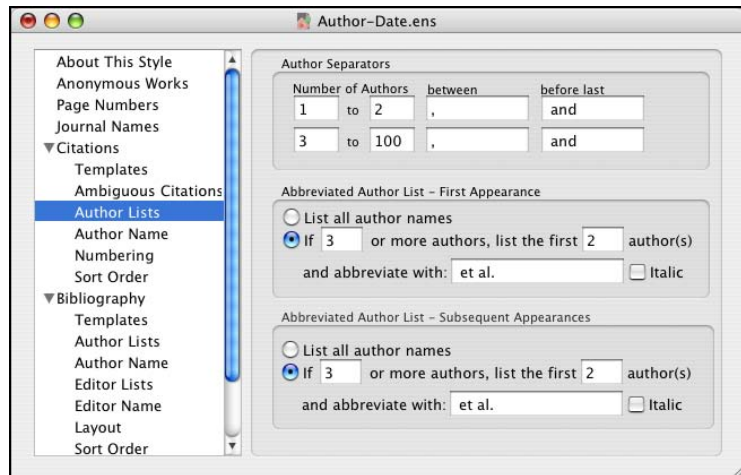 Author-Date.ens
About This Style
Anonymous Works
Page Numbers
Journal Names
Citations
Templates
Ambiguous Citations
Author Lists
Author Name
Numbering
Sort Order
Bibliography
Templates
Author Lists
Author Name
Editor Lists
Editor Name
Layout
Sort Order
Author Separators
Number of Authors between before last
1 to 2 , and
3 to 100 , and
Abbreviated Author List - First Appearance
List all author names
If 3 or more authors, list the first 2 author(s)
and abbreviate with: et al. Italic
Abbreviated Author List - Subsequent Appearances
List all author names
If 3 or more authors, list the first 2 author(s)
and abbreviate with: et al. Italic